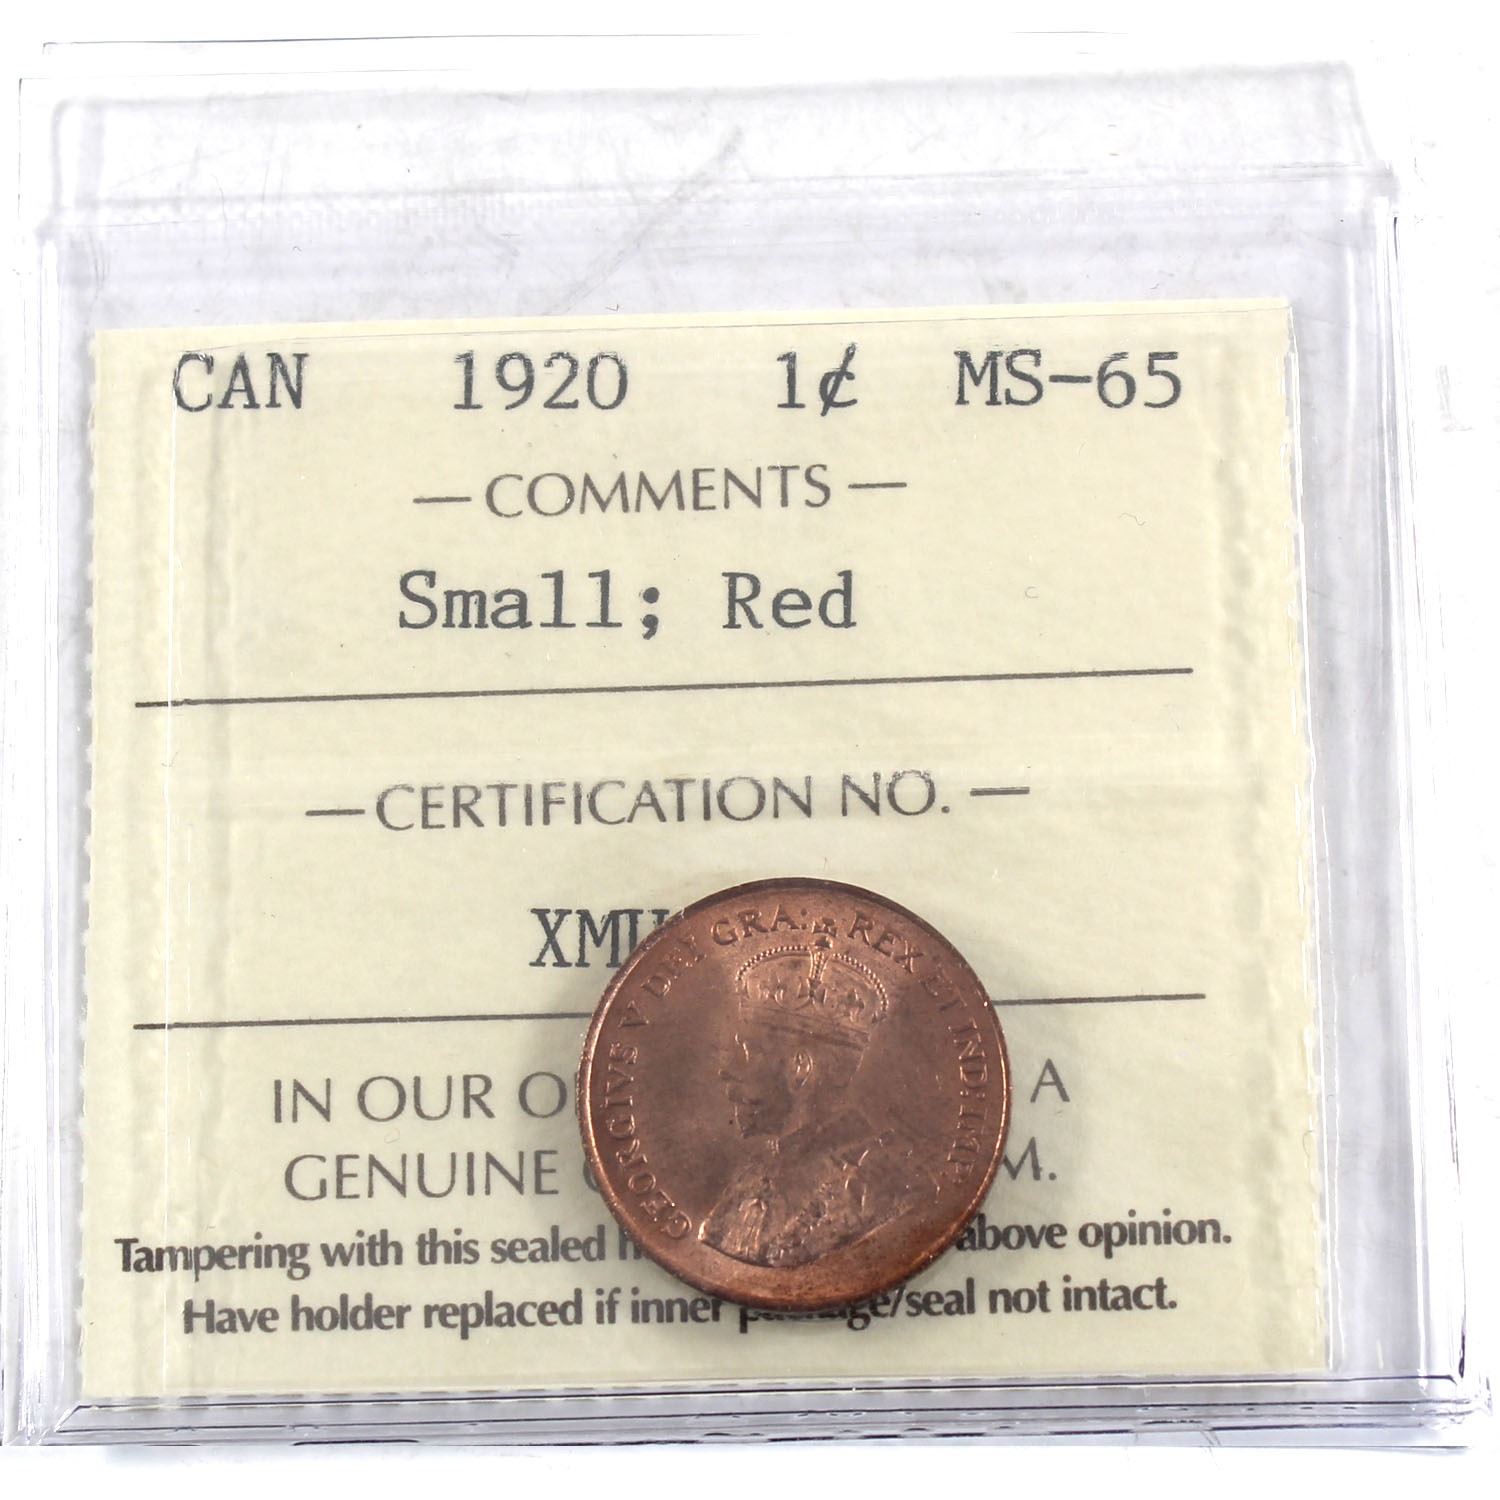 CAN 1920 1¢ MS-65
—COMMENTS—
Small; Red
—CERTIFICATION NO.—
IN OUR A
GENUINE
Tampering with this sealed above opinion.
Have holder replaced if inner package/seal not intact.
GEORGIVS V DEI GRA: REX ET IND:IMP: